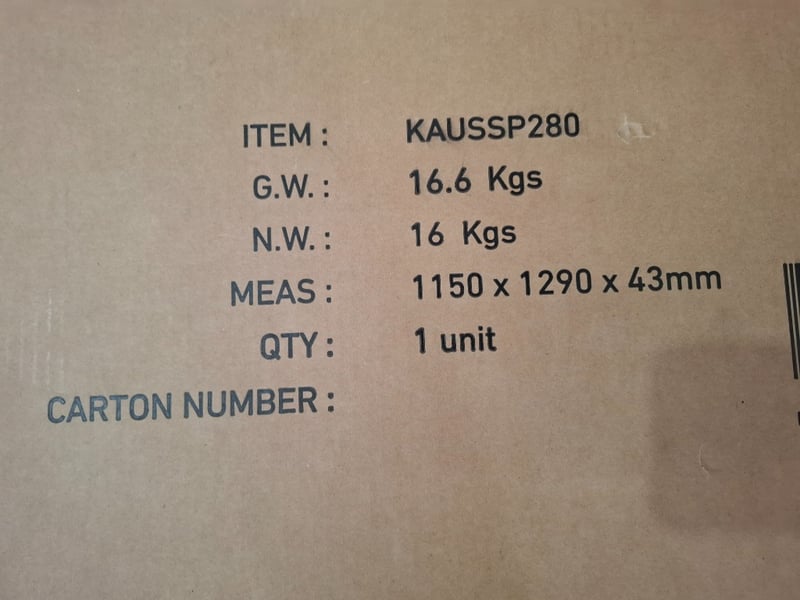 ITEM : KAUSSP280
G.W. : 16.6 Kgs
N.W. : 16 Kgs
MEAS : 1150 x 1290 x 43mm
QTY : 1 unit
CARTON NUMBER :